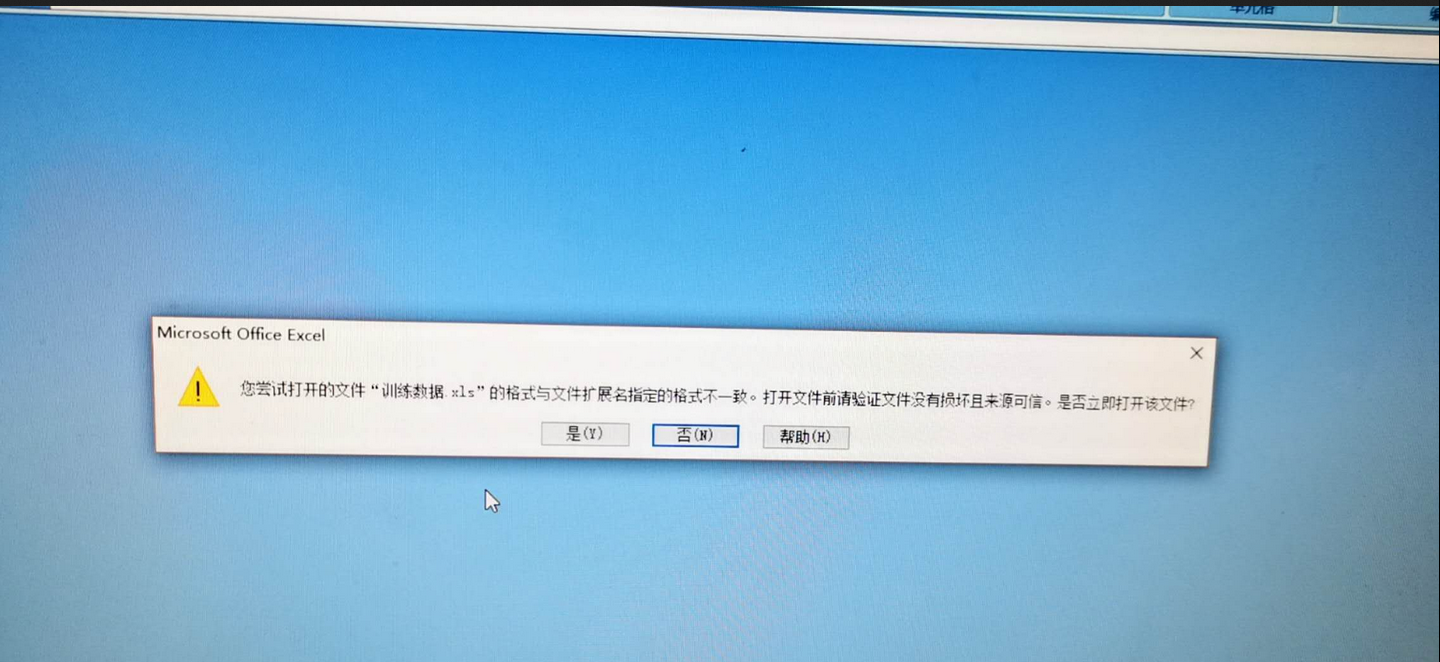 单元格
Microsoft Office Excel
您尝试打开的文件“训练数据.xls”的格式与文件扩展名指定的格式不一致。打开文件前请验证文件没有损坏且来源可信。是否立即打开该文件?
是(Y) 否(N) 帮助(H)